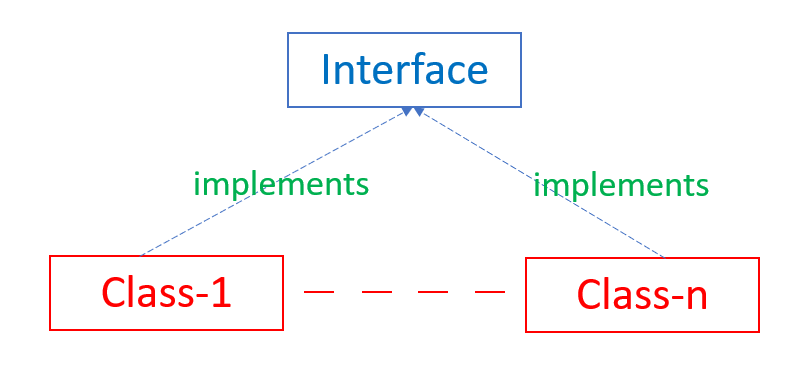 Interface
implements
implements
Class-1
Class-n